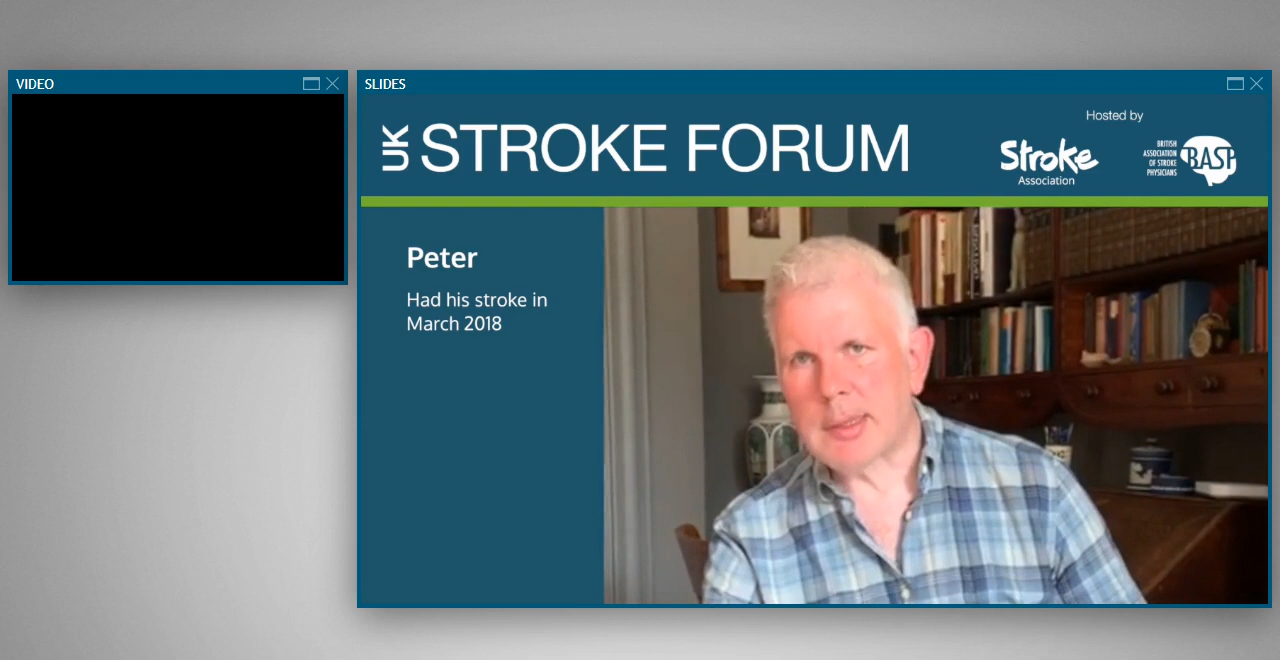 VIDEO
SLIDES
UK STROKE FORUM
Hosted by
Stroke
Association
BRITISH
ASSOCIATION
OF STROKE
PHYSICIANS
BASP
Peter
Had his stroke in
March 2018